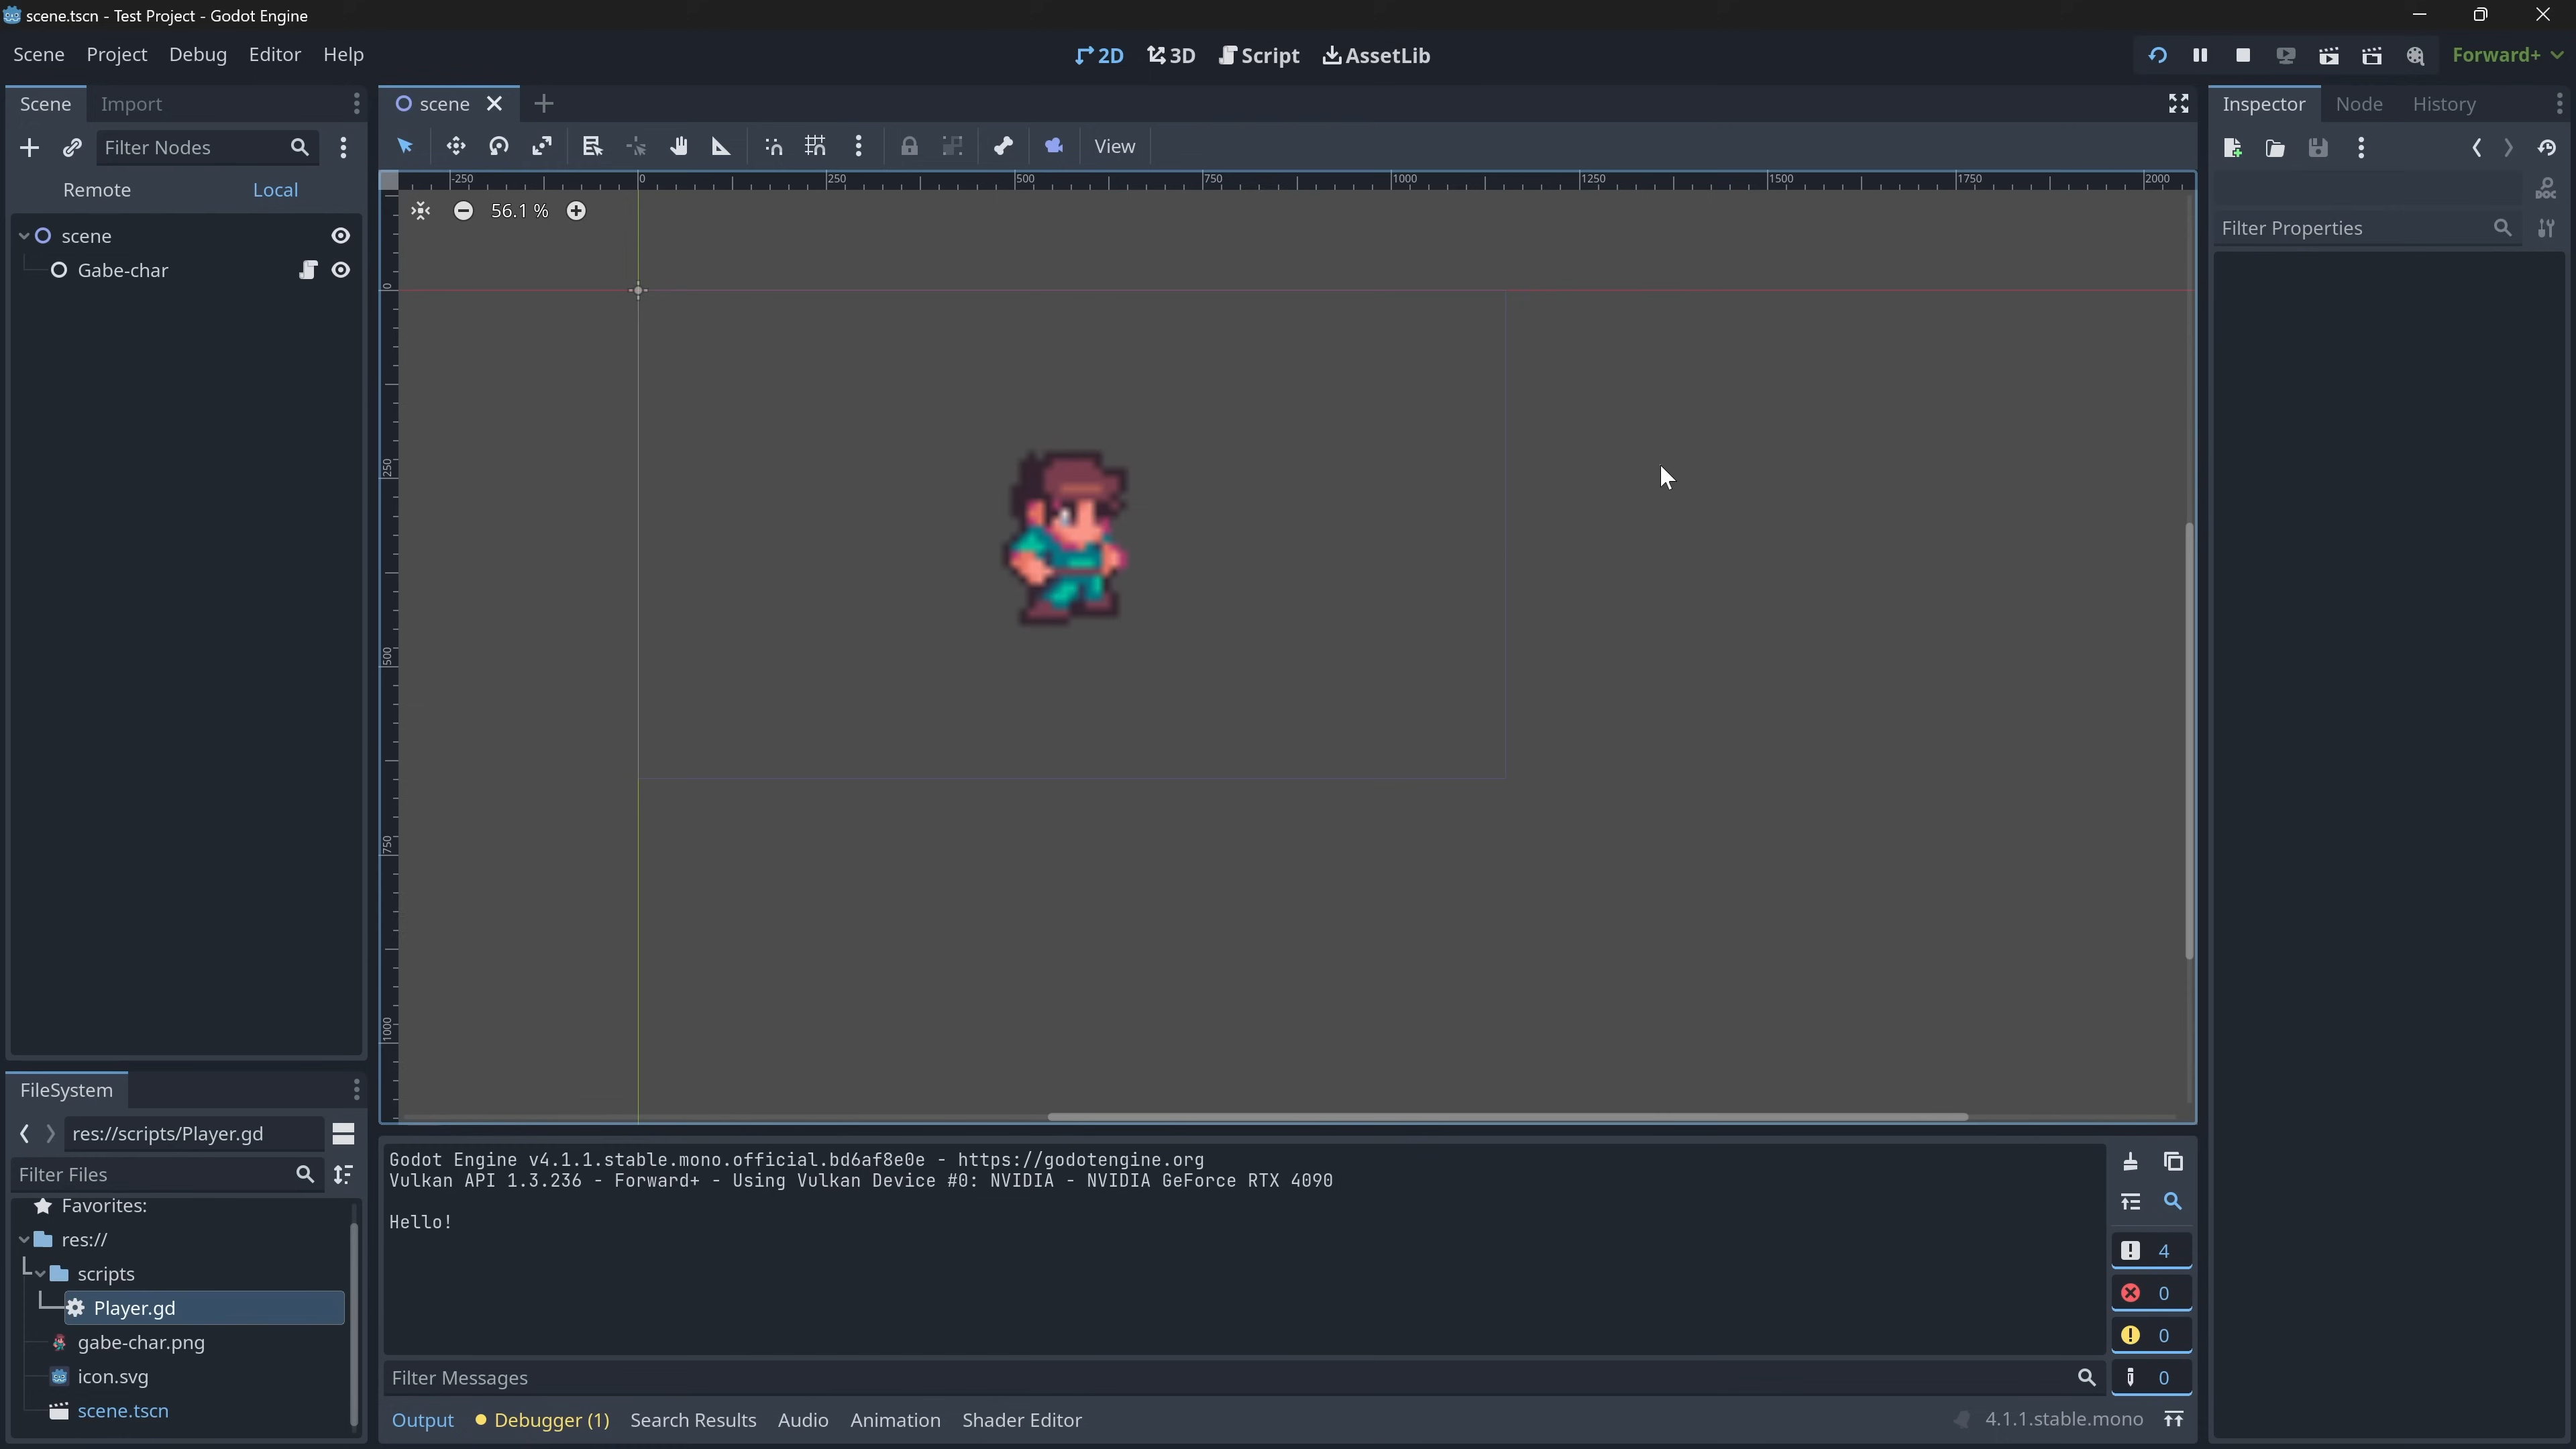 scene.tscn - Test Project - Godot Engine
Scene Project Debug Editor Help
2D 3D Script AssetLib
Forward+
Scene Import
scene
Inspector Node History
Filter Nodes
View
Remote Local
-250 0 250 500 750 1000 1250 1500 1750 2000
DOC
56.1 %
Filter Properties
scene
Gabe-char
0
250
500
750
1000
FileSystem
res://scripts/Player.gd
Filter Files
Favorites:
res://
scripts
Player.gd
gabe-char.png
icon.svg
scene.tscn
Godot Engine v4.1.1.stable.mono.official.bd6af8e0e - https://godotengine.org
Vulkan API 1.3.236 - Forward+ - Using Vulkan Device #0: NVIDIA - NVIDIA GeForce RTX 4090
Hello!
4
0
0
0
Filter Messages
Output Debugger (1) Search Results Audio Animation Shader Editor
4.1.1.stable.mono